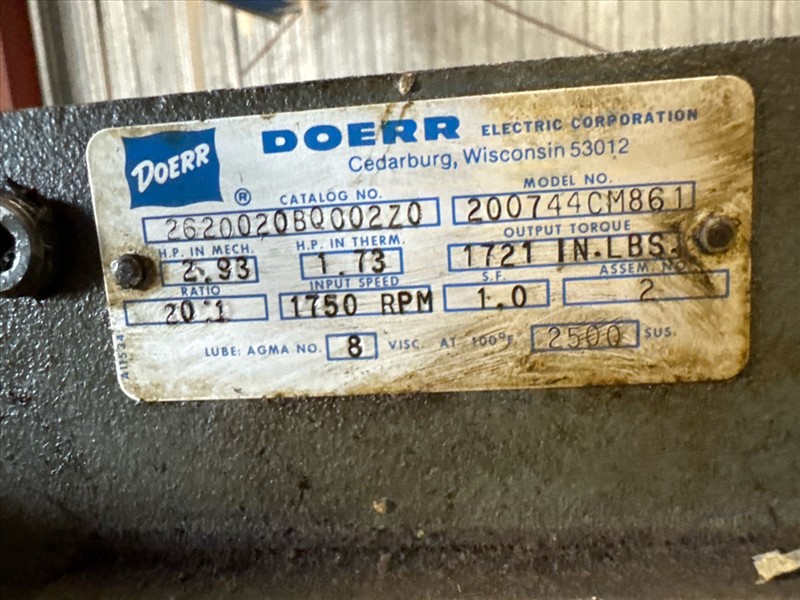 DOERR
DOERR ELECTRIC CORPORATION
Cedarburg, Wisconsin 53012
®
CATALOG NO. MODEL NO.
2620020BQ002Z0 200744CM861
H.P. IN MECH. H.P. IN THERM. OUTPUT TORQUE
2.93 1.73 1721 IN.LBS.
RATIO INPUT SPEED S.F. ASSEM. NO.
20:1 1750 RPM 1.0 2
LUBE: AGMA NO. 8 VISC. AT 100°F. 2500 SUS.
A11534